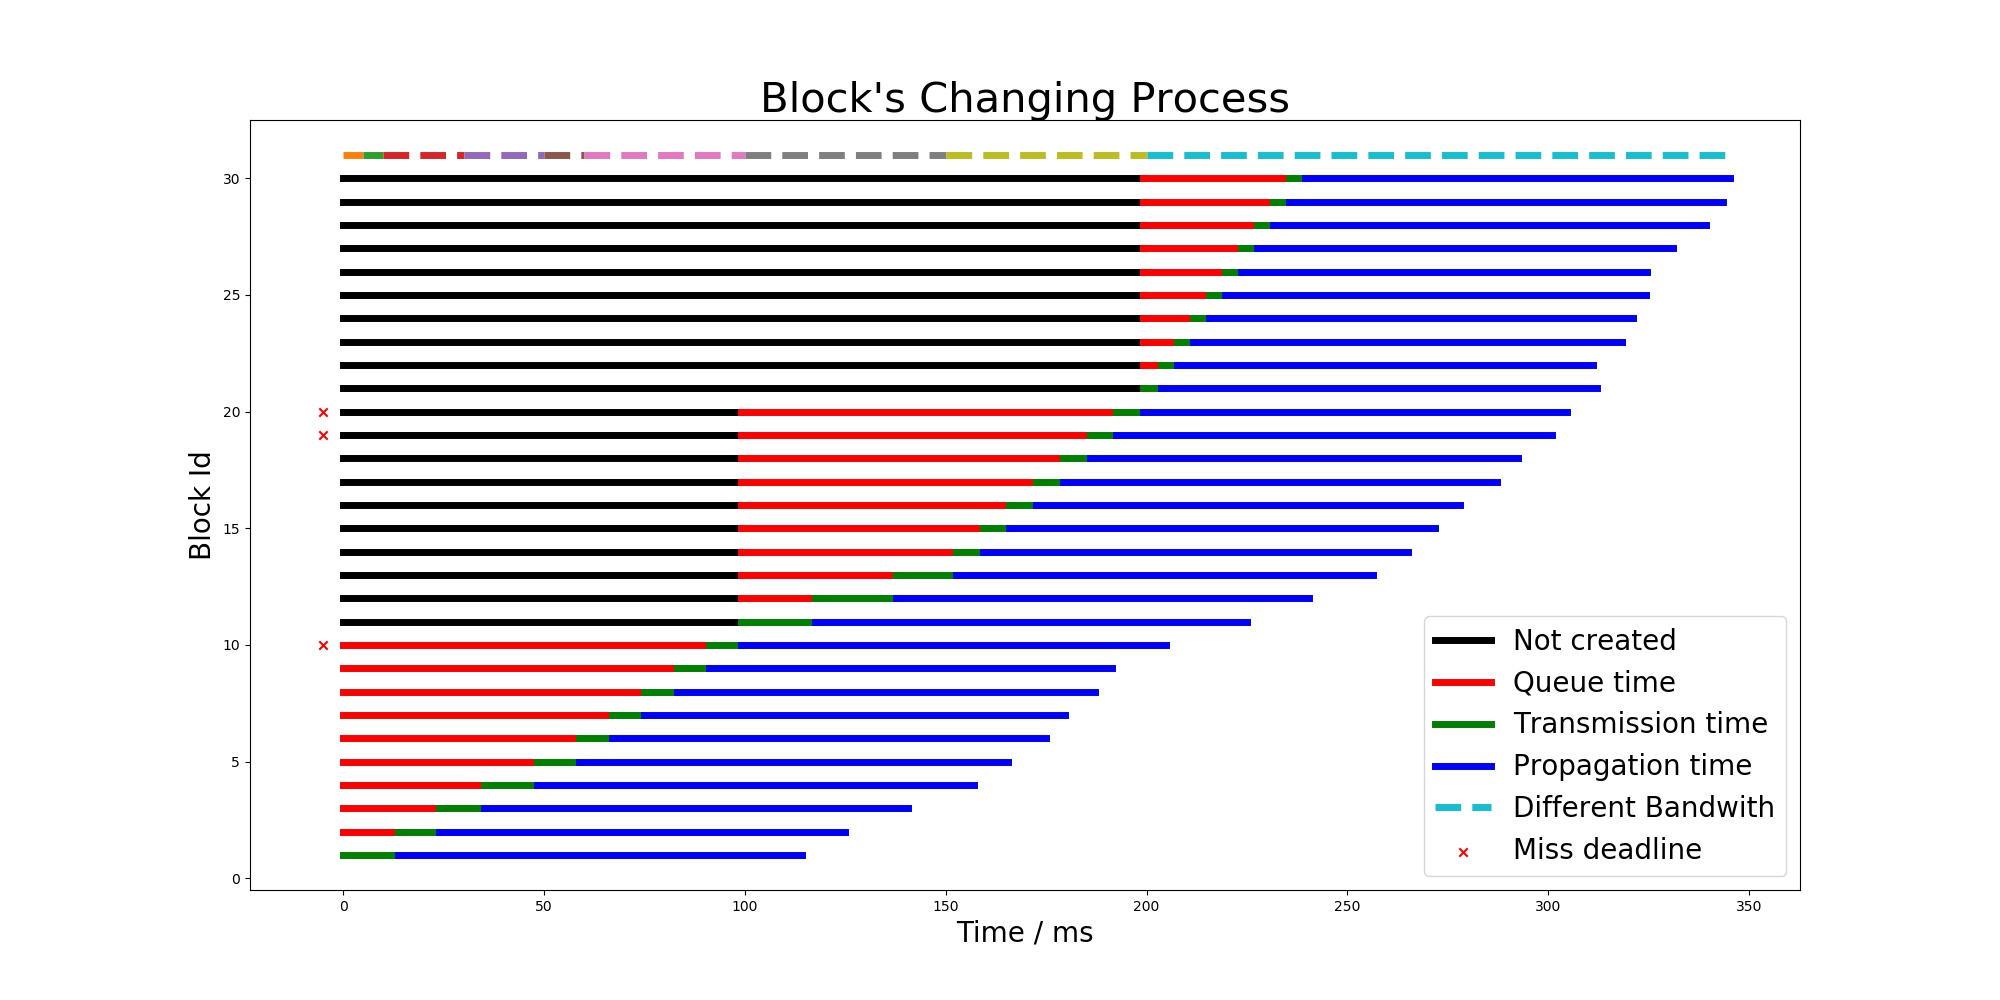 Block's Changing Process
30
25
20
15
10
5
0
Block Id
0 50 100 150 200 250 300 350
Time / ms
Not created
Queue time
Transmission time
Propagation time
Different Bandwith
Miss deadline